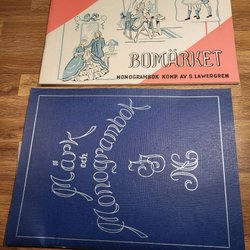 BOMÄRKET
MONOGRAMBOK KOMP. AV S. LAWERGREN
Märk
och
Monogrambok